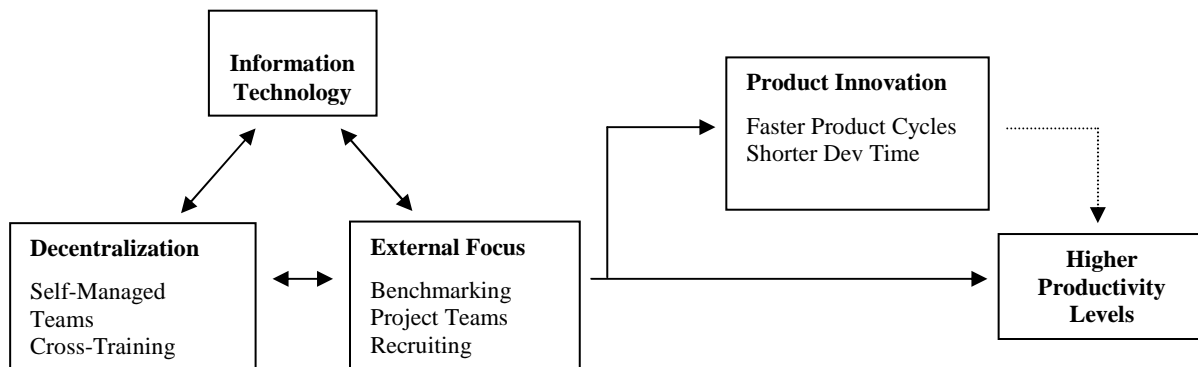 Information
Technology
Product Innovation
Faster Product Cycles
Shorter Dev Time
Decentralization
Self-Managed
Teams
Cross-Training
External Focus
Benchmarking
Project Teams
Recruiting
Higher
Productivity
Levels